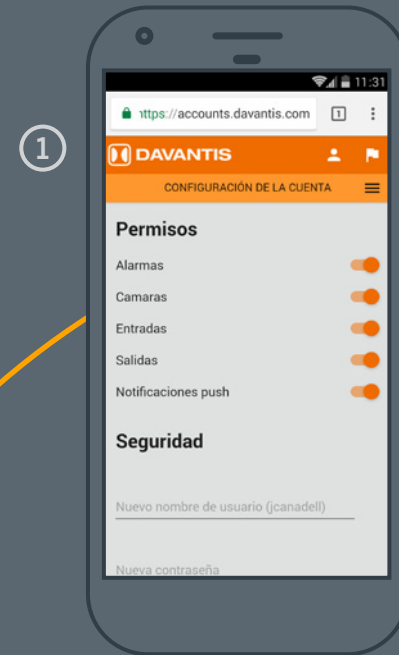 1
11:31
https://accounts.davantis.com
1
DAVANTIS
CONFIGURACIÓN DE LA CUENTA
Permisos
Alarmas
Camaras
Entradas
Salidas
Notificaciones push
Seguridad
Nuevo nombre de usuario (jcanadell)
Nueva contraseña